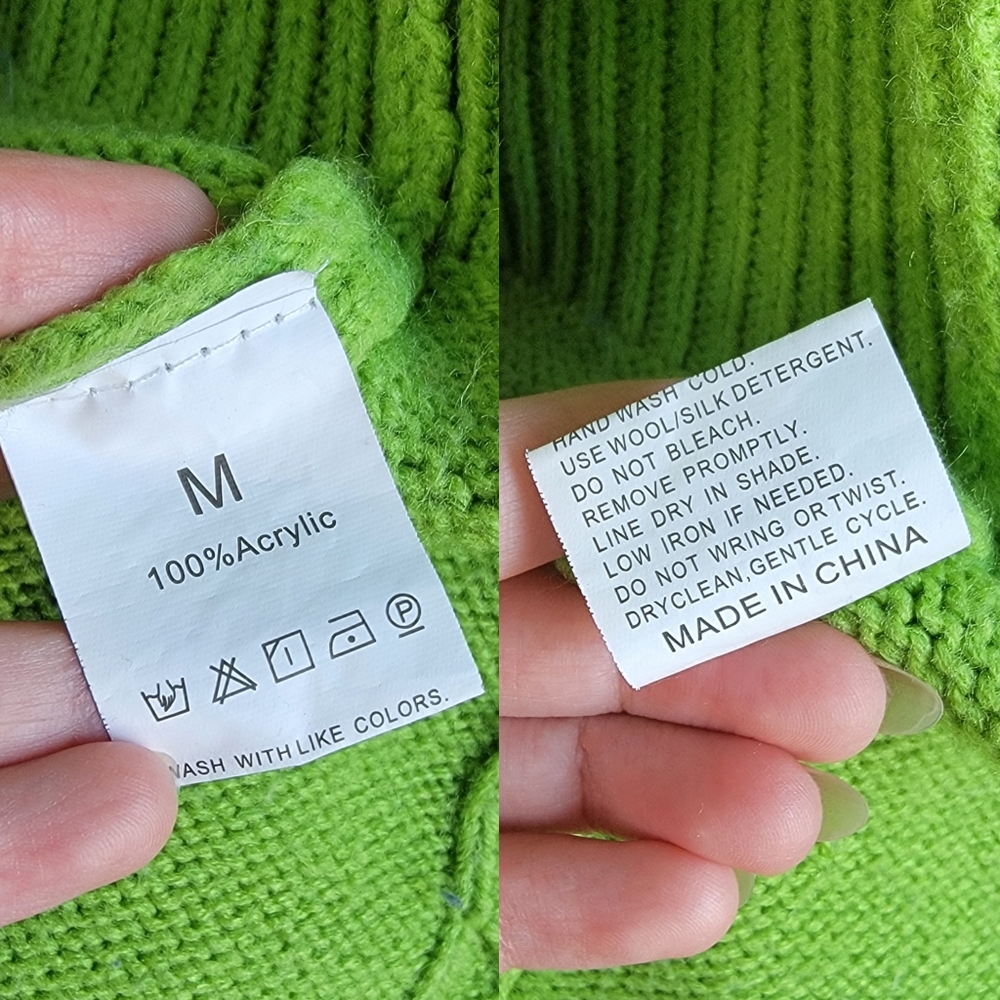 M
100%Acrylic
P
WASH WITH LIKE COLORS.
HAND WASH COLD.
USE WOOL/SILK DETERGENT.
DO NOT BLEACH.
REMOVE PROMPTLY.
LINE DRY IN SHADE.
LOW IRON IF NEEDED.
DO NOT WRING OR TWIST.
DRYCLEAN,GENTLE CYCLE.
MADE IN CHINA